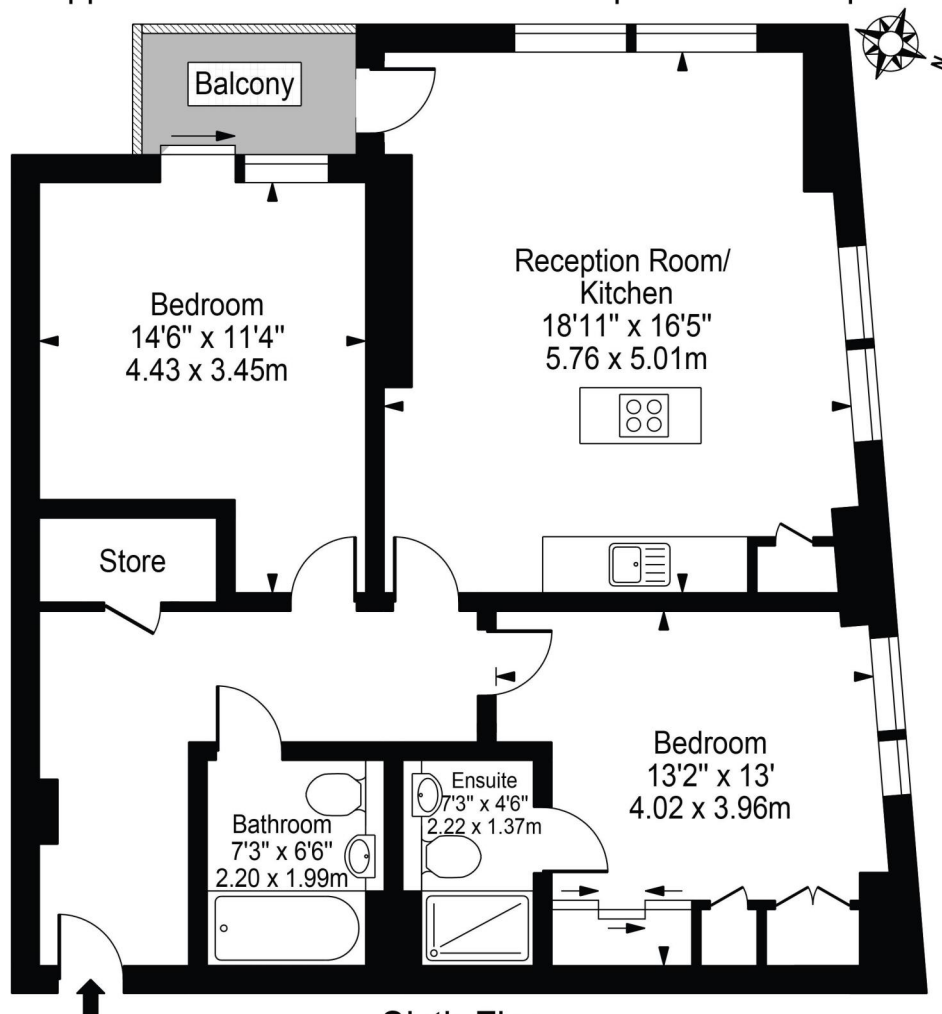 Balcony
N
Bedroom
14'6" x 11'4"
4.43 x 3.45m
Reception Room/
Kitchen
18'11" x 16'5"
5.76 x 5.01m
Store
Bathroom
7'3" x 6'6"
2.20 x 1.99m
Ensuite
7'3" x 4'6"
2.22 x 1.37m
Bedroom
13'2" x 13'
4.02 x 3.96m